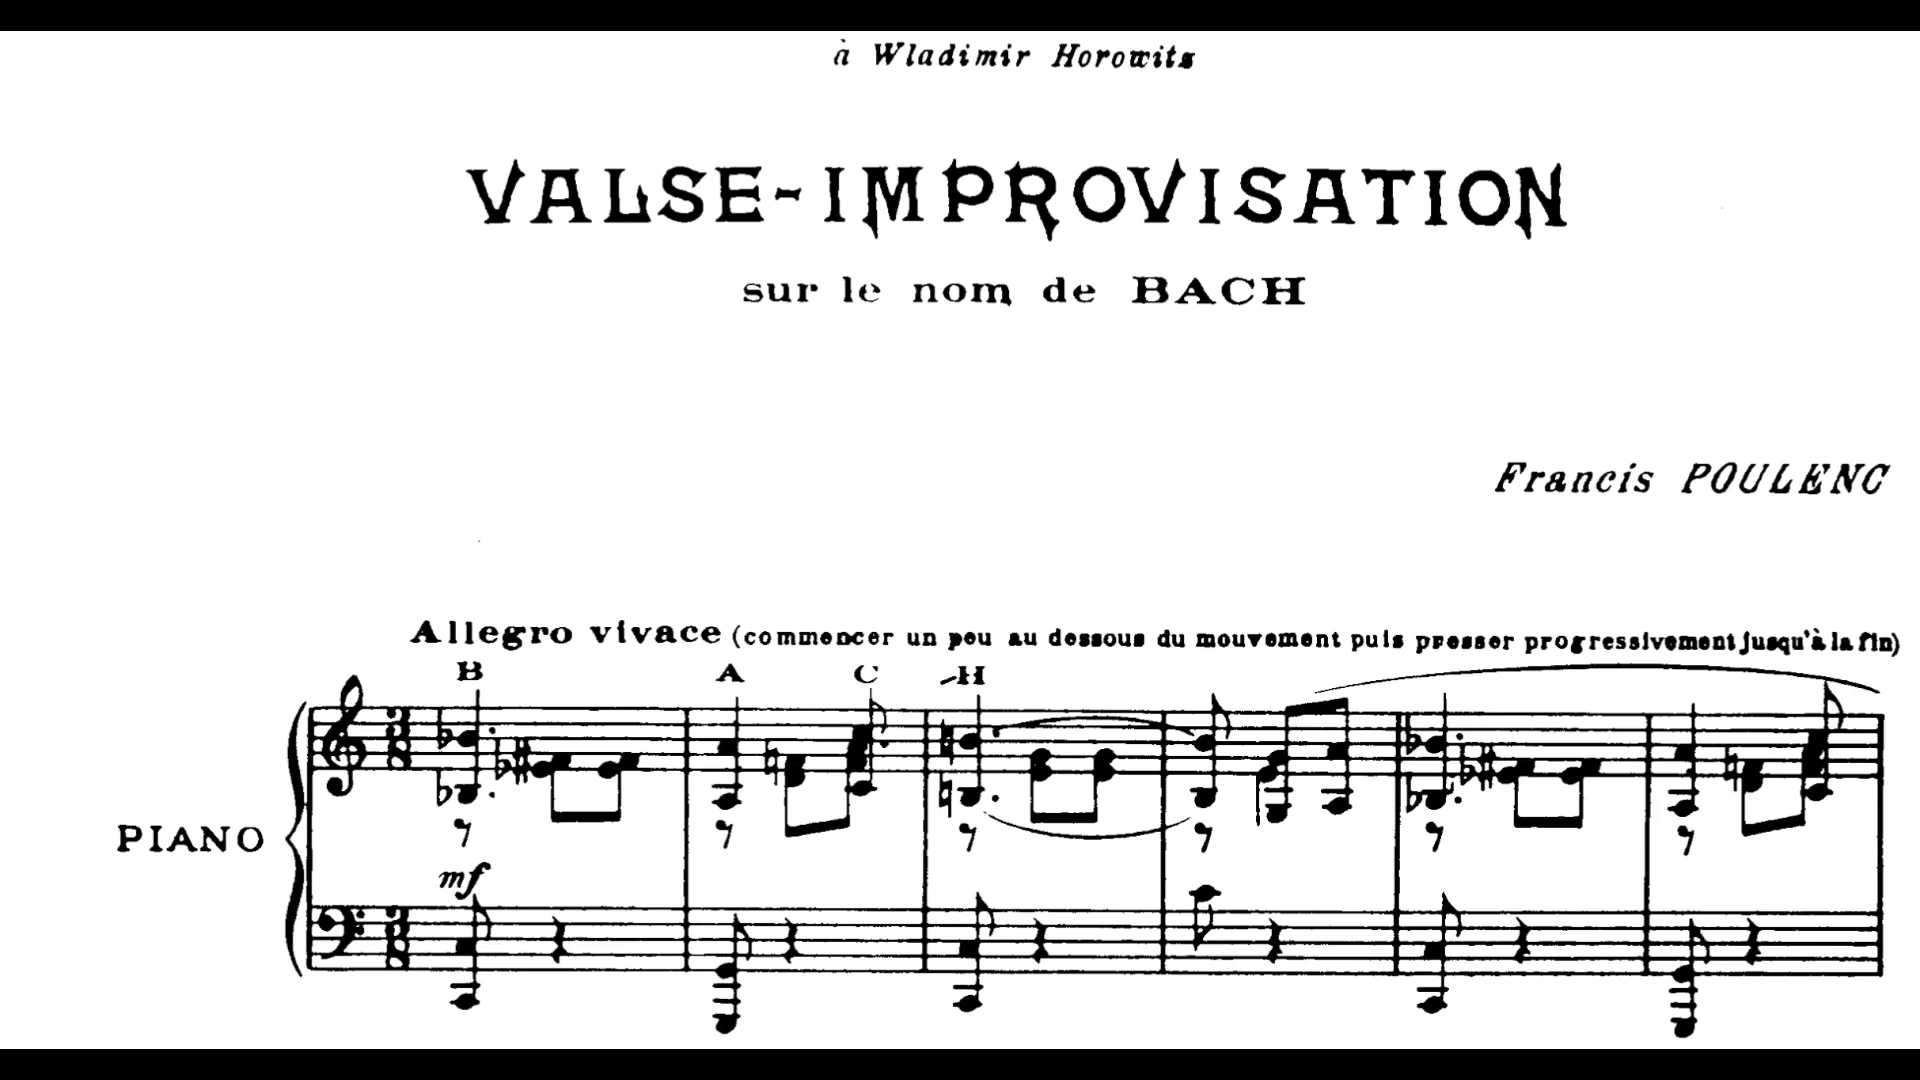 à Wladimir Horowitz
VALSE-IMPROVISATION
sur le nom de BACH
Francis POULENC
Allegro vivace (commencer un peu au dessous du mouvement puis presser progressivement jusqu'à la fin)
B A C H
PIANO
mf